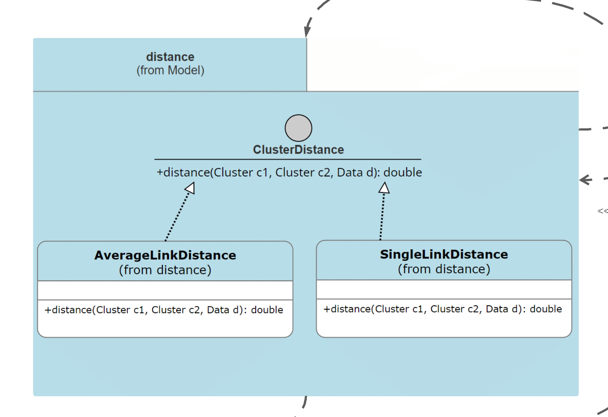 distance
(from Model)
ClusterDistance
+distance(Cluster c1, Cluster c2, Data d): double
<<
AverageLinkDistance
(from distance)
+distance(Cluster c1, Cluster c2, Data d): double
SingleLinkDistance
(from distance)
+distance(Cluster c1, Cluster c2, Data d): double